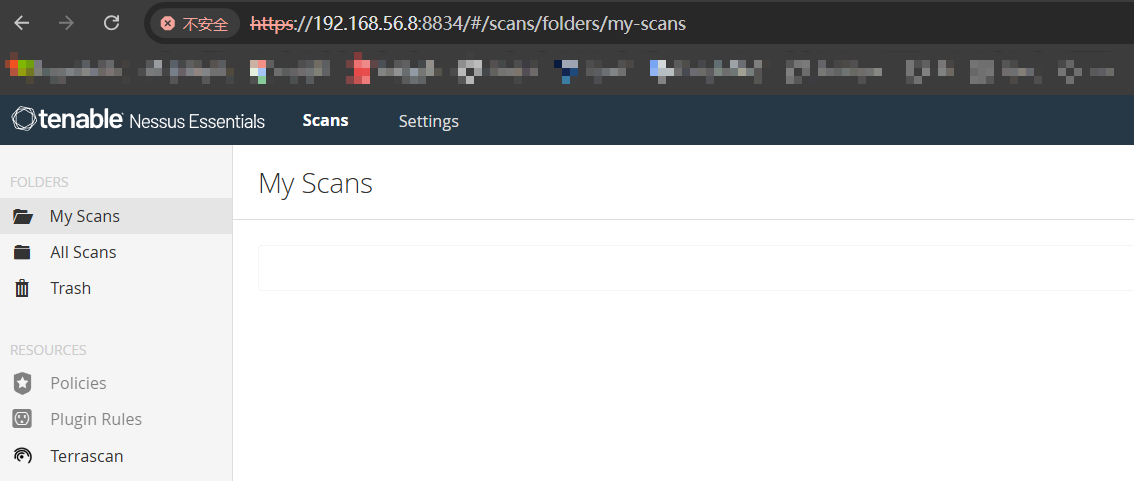 不安全 https://192.168.56.8:8834/#/scans/folders/my-scans
tenable Nessus Essentials Scans Settings
FOLDERS
My Scans
All Scans
Trash
RESOURCES
Policies
Plugin Rules
Terrascan
My Scans